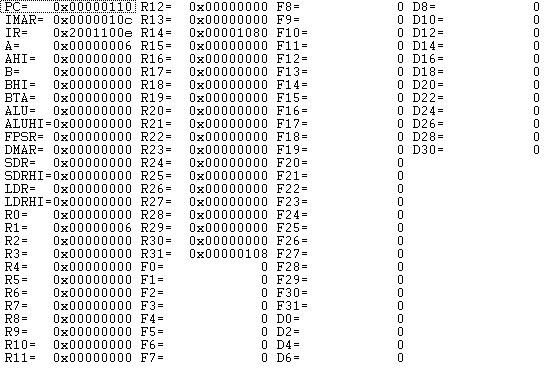 PC= 0x00000110 R12= 0x00000000 F8= 0 D8= 0
IMAR= 0x0000010c R13= 0x00000000 F9= 0 D10= 0
IR= 0x2001100e R14= 0x00001080 F10= 0 D12= 0
A= 0x00000006 R15= 0x00000000 F11= 0 D14= 0
AHI= 0x00000000 R16= 0x00000000 F12= 0 D16= 0
B= 0x00000000 R17= 0x00000000 F13= 0 D18= 0
BHI= 0x00000000 R18= 0x00000000 F14= 0 D20= 0
BTA= 0x00000000 R19= 0x00000000 F15= 0 D22= 0
ALU= 0x00000000 R20= 0x00000000 F16= 0 D24= 0
ALUHI= 0x00000000 R21= 0x00000000 F17= 0 D26= 0
FPSR= 0x00000000 R22= 0x00000000 F18= 0 D28= 0
DMAR= 0x00000000 R23= 0x00000000 F19= 0 D30= 0
SDR= 0x00000000 R24= 0x00000000 F20= 0
SDRHI=0x00000000 R25= 0x00000000 F21= 0
LDR= 0x00000000 R26= 0x00000000 F22= 0
LDRHI=0x00000000 R27= 0x00000000 F23= 0
R0= 0x00000000 R28= 0x00000000 F24= 0
R1= 0x00000006 R29= 0x00000000 F25= 0
R2= 0x00000000 R30= 0x00000000 F26= 0
R3= 0x00000000 R31= 0x00000108 F27= 0
R4= 0x00000000 F0= 0 F28= 0
R5= 0x00000000 F1= 0 F29= 0
R6= 0x00000000 F2= 0 F30= 0
R7= 0x00000000 F3= 0 F31= 0
R8= 0x00000000 F4= 0 D0= 0
R9= 0x00000000 F5= 0 D2= 0
R10= 0x00000000 F6= 0 D4= 0
R11= 0x00000000 F7= 0 D6= 0